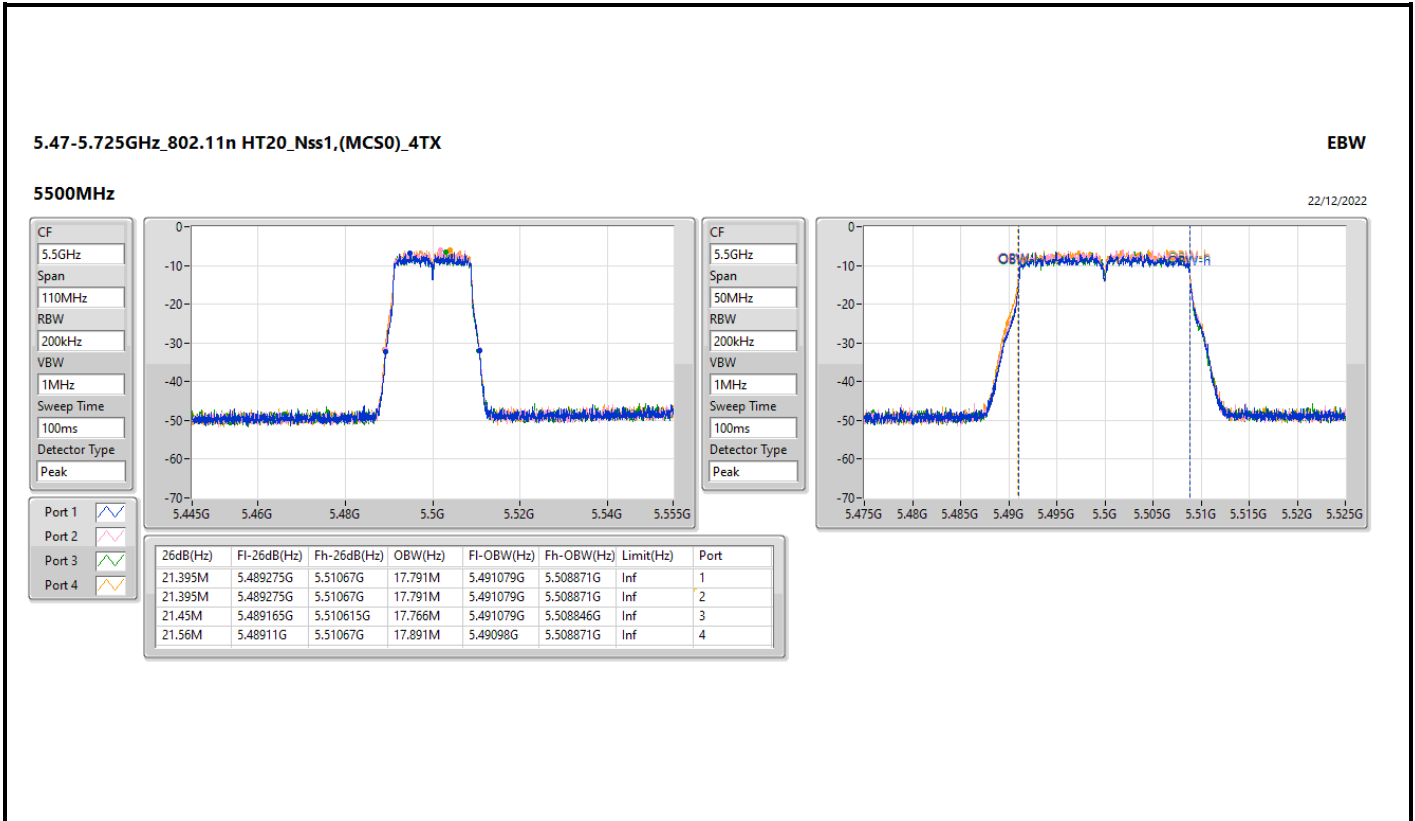 5.47-5.725GHz_802.11n HT20_Nss1,(MCS0)_4TX
EBW
5500MHz
22/12/2022
CF
5.5GHz
Span
110MHz
RBW
200kHz
VBW
1MHz
Sweep Time
100ms
Detector Type
Peak
0
-10
-20
-30
-40
-50
-60
-70
5.445G 5.46G 5.48G 5.5G 5.52G 5.54G 5.555G
CF
5.5GHz
Span
50MHz
RBW
200kHz
VBW
1MHz
Sweep Time
100ms
Detector Type
Peak
0
-10
-20
-30
-40
-50
-60
-70
5.475G 5.48G 5.485G 5.49G 5.495G 5.5G 5.505G 5.51G 5.515G 5.52G 5.525G
Port 1
Port 2
Port 3
Port 4
26dB(Hz) Fl-26dB(Hz) Fh-26dB(Hz) OBW(Hz) Fl-OBW(Hz) Fh-OBW(Hz) Limit(Hz) Port
21.395M 5.489275G 5.51067G 17.791M 5.491079G 5.508871G Inf 1
21.395M 5.489275G 5.51067G 17.791M 5.491079G 5.508871G Inf 2
21.45M 5.489165G 5.510615G 17.766M 5.491079G 5.508846G Inf 3
21.56M 5.48911G 5.51067G 17.891M 5.49098G 5.508871G Inf 4